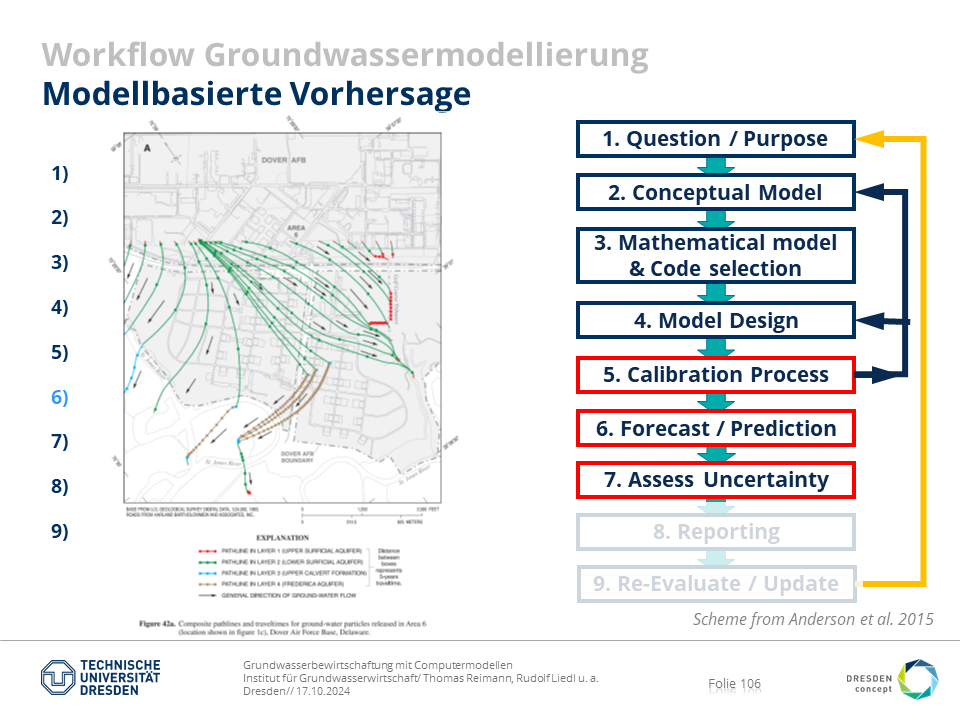 Workflow Groundwassermodellierung
Modellbasierte Vorhersage
1)
2)
3)
4)
5)
6)
7)
8)
9)
A
DOVER AFB
AREA
6
DOVER AFB
BOUNDARY
St. Jones River
EXPLANATION
PATHLINE IN LAYER 1 (UPPER SURFICIAL AQUIFER)
PATHLINE IN LAYER 2 (LOWER SURFICIAL AQUIFER)
PATHLINE IN LAYER 3 (UPPER CALVERT FORMATION)
PATHLINE IN LAYER 4 (FREDERICA AQUIFER)
GENERAL DIRECTION OF GROUND-WATER FLOW
Distance
between
boxes
represents
5-years
traveltime.
Figure 42a. Composite pathlines and traveltimes for ground-water particles released in Area 6
(location shown in figure 1c), Dover Air Force Base, Delaware.
1. Question / Purpose
2. Conceptual Model
3. Mathematical model
& Code selection
4. Model Design
5. Calibration Process
6. Forecast / Prediction
7. Assess Uncertainty
8. Reporting
9. Re-Evaluate / Update
Scheme from Anderson et al. 2015
TECHNISCHE
UNIVERSITÄT
DRESDEN
Grundwasserbewirtschaftung mit Computermodellen
Institut für Grundwasserwirtschaft/ Thomas Reimann, Rudolf Liedl u. a.
Dresden// 17.10.2024
Folie 106
DRESDEN
concept